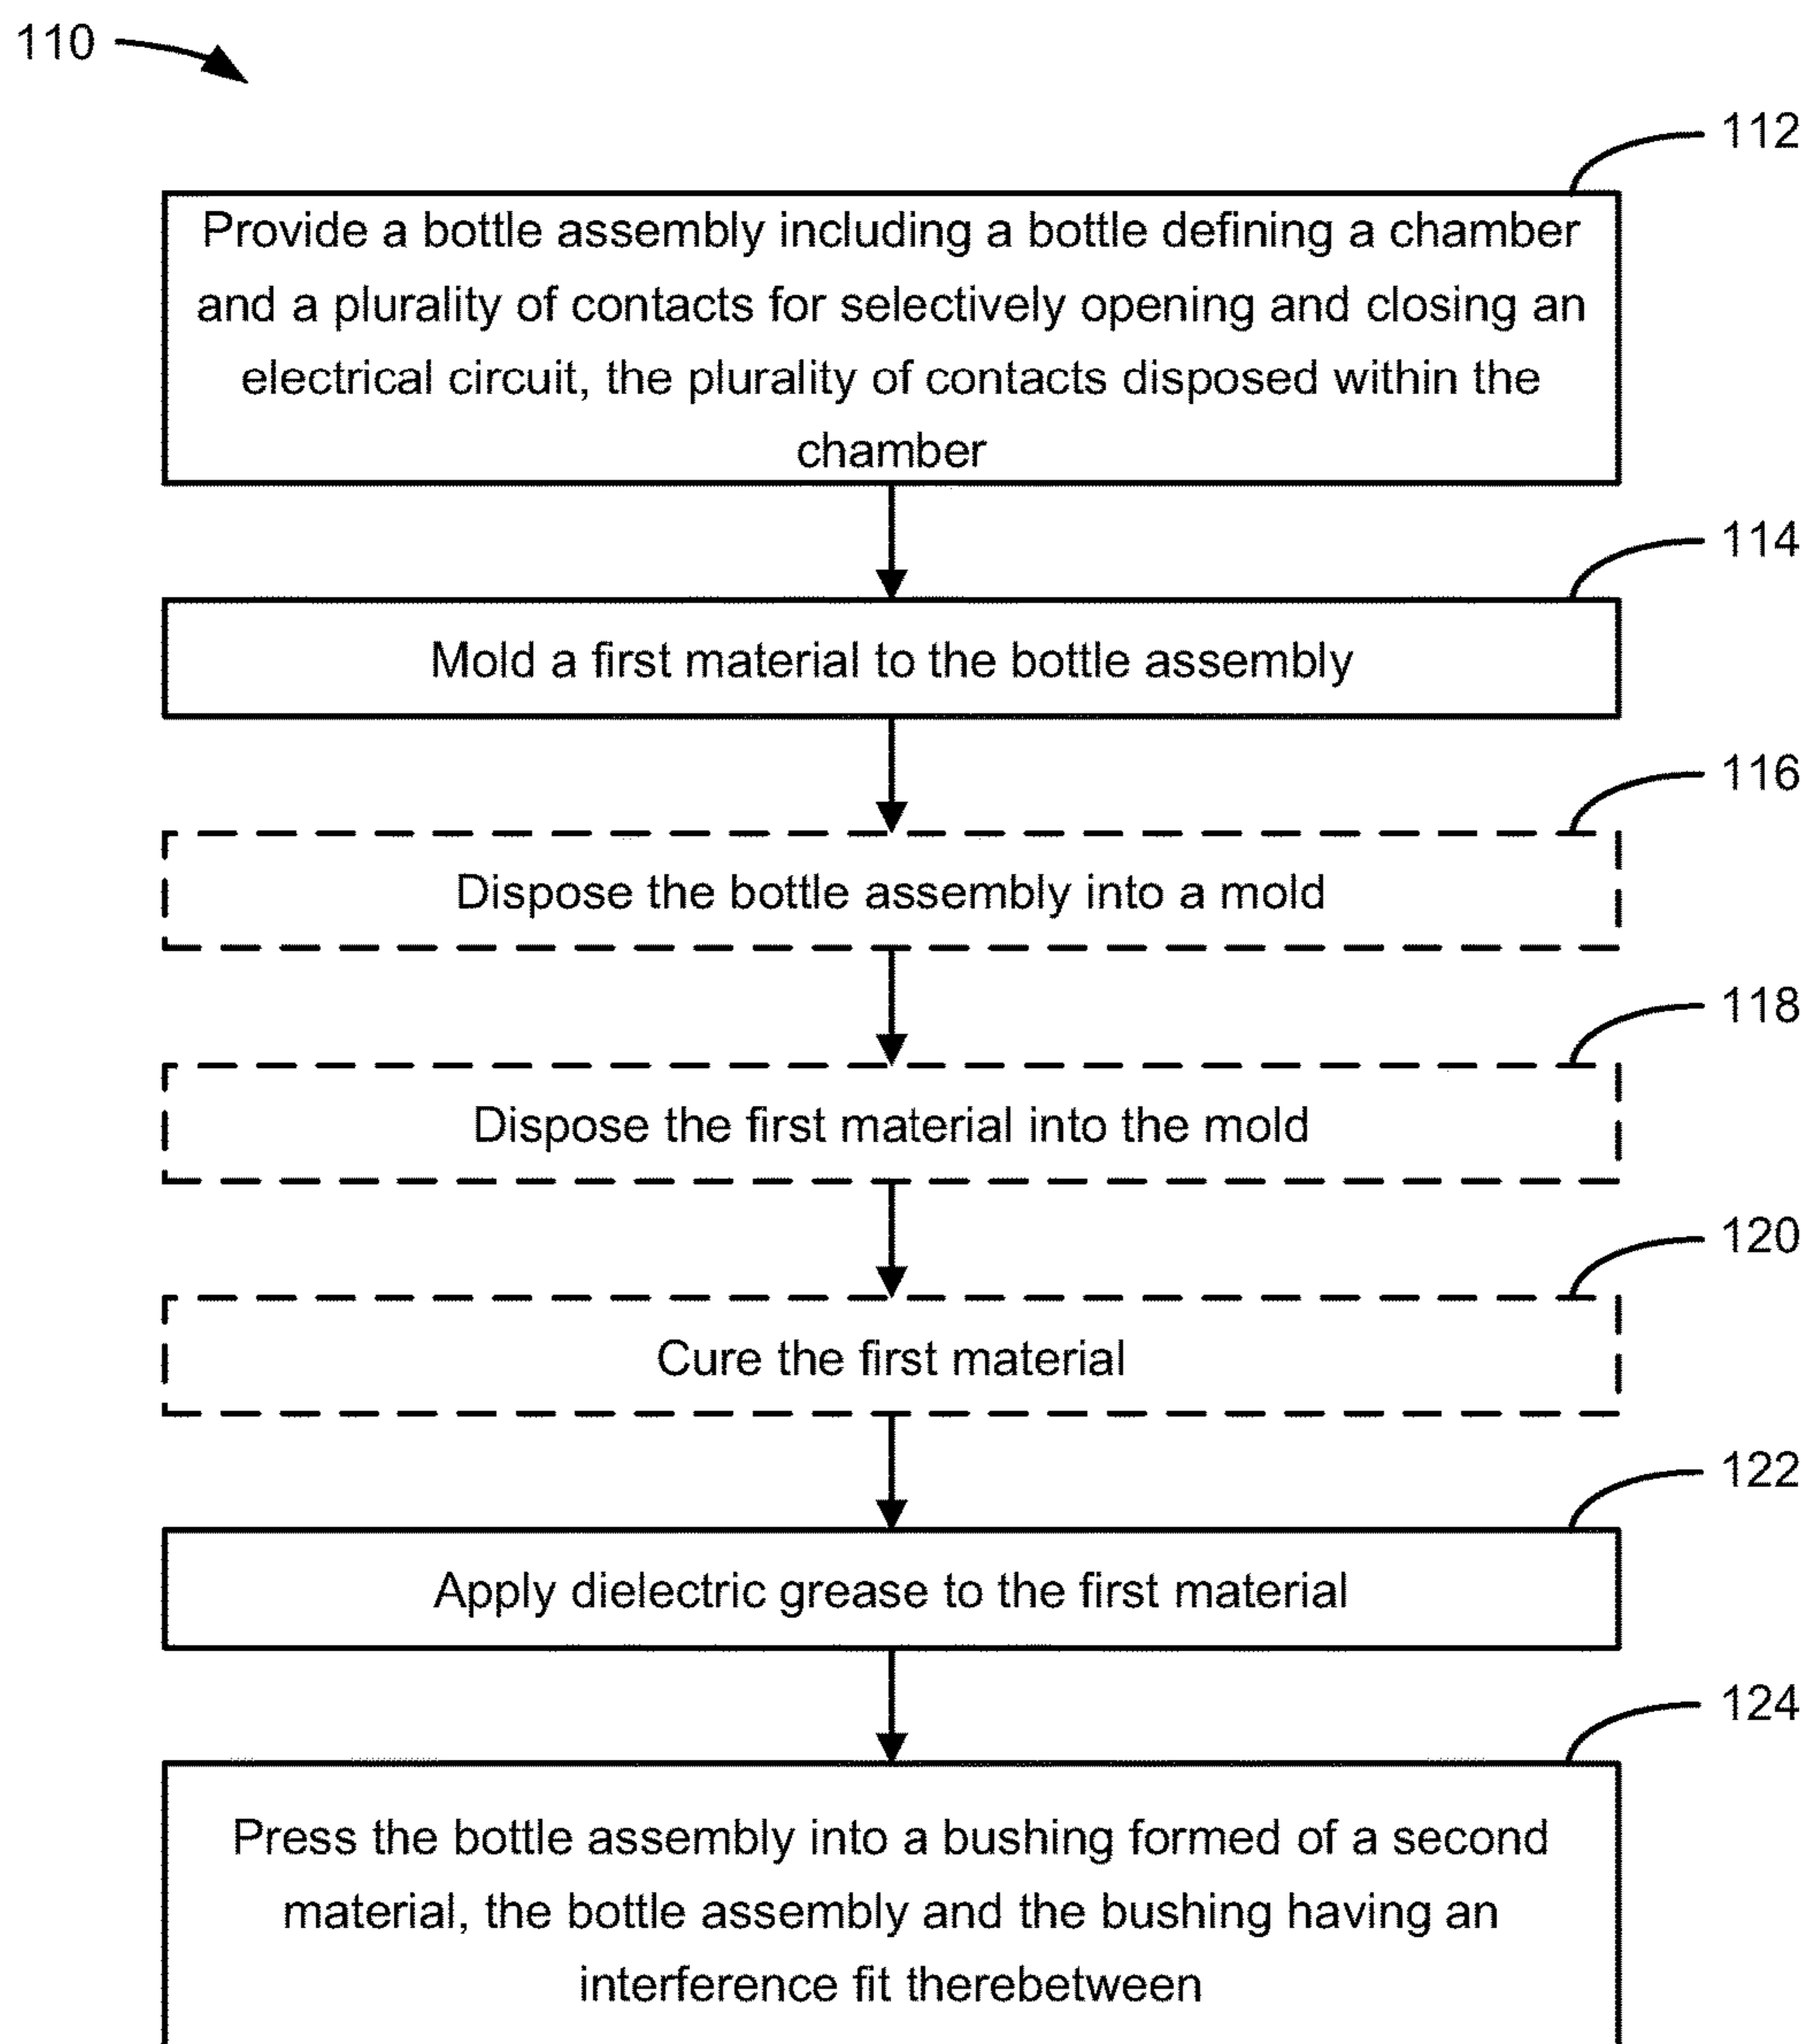 110
112
Provide a bottle assembly including a bottle defining a chamber
and a plurality of contacts for selectively opening and closing an
electrical circuit, the plurality of contacts disposed within the
chamber
114
Mold a first material to the bottle assembly
116
Dispose the bottle assembly into a mold
118
Dispose the first material into the mold
120
Cure the first material
122
Apply dielectric grease to the first material
124
Press the bottle assembly into a bushing formed of a second
material, the bottle assembly and the bushing having an
interference fit therebetween